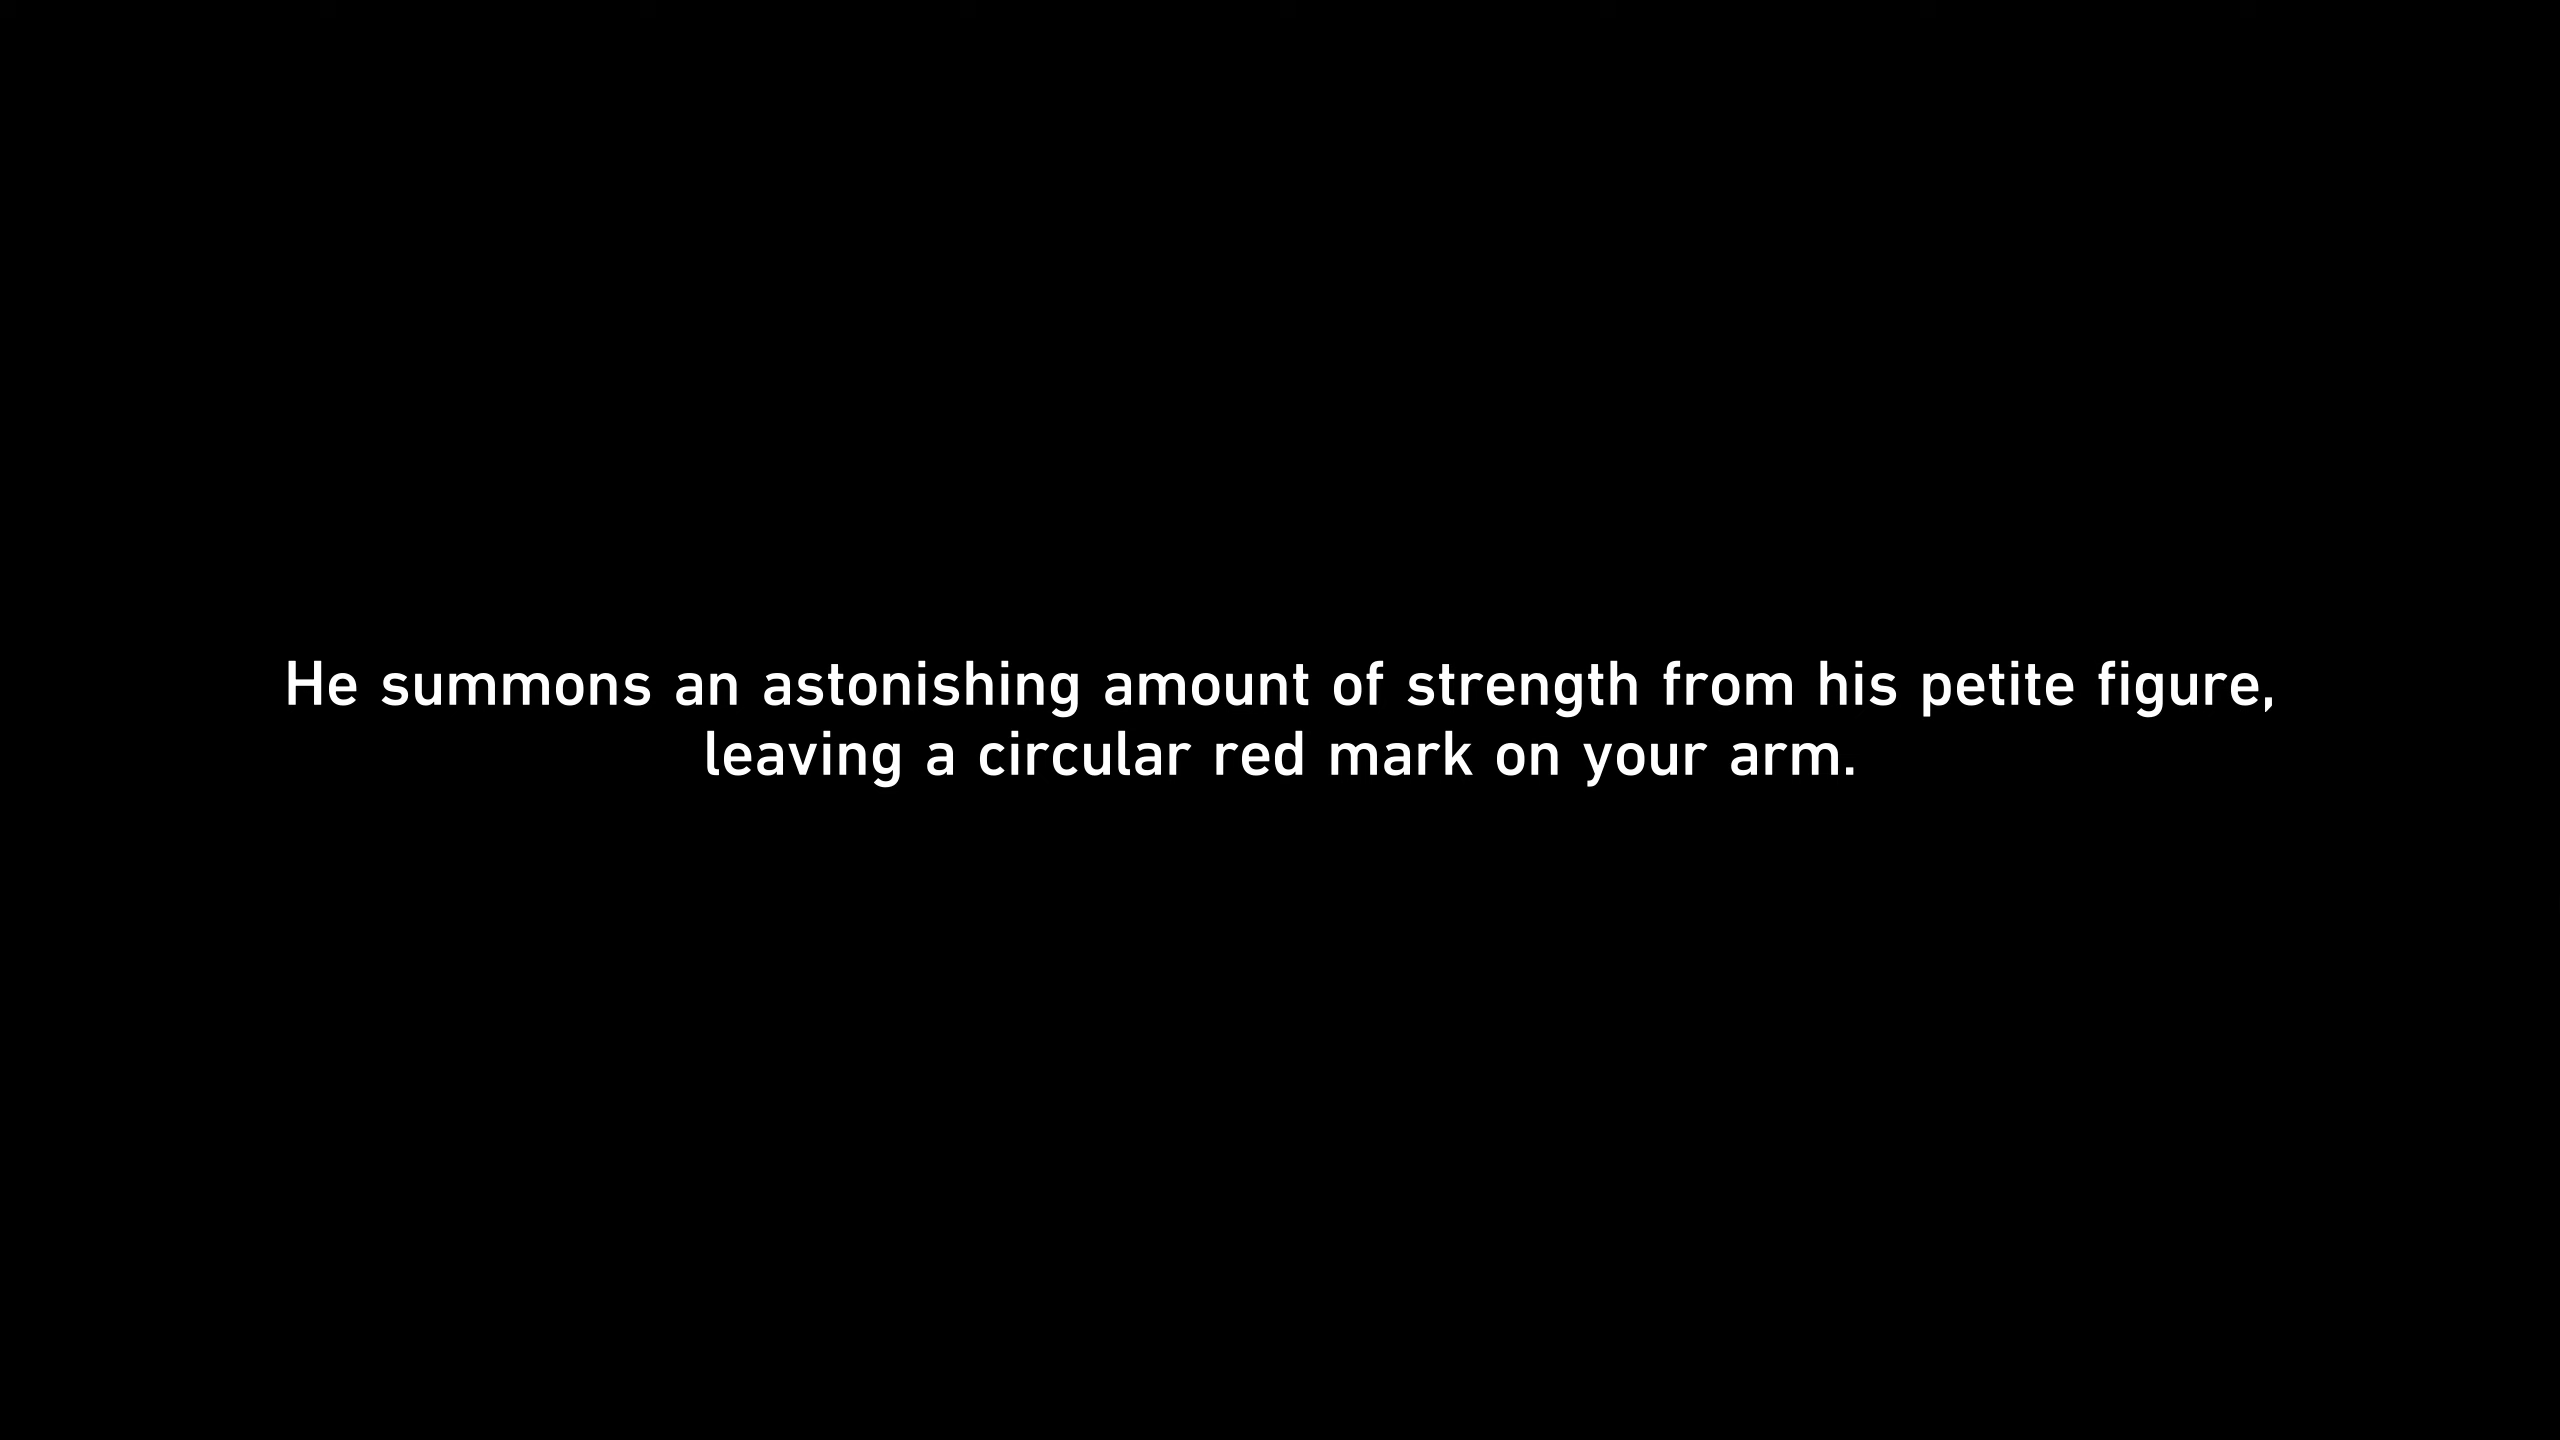 He summons an astonishing amount of strength from his petite figure,
leaving a circular red mark on your arm.